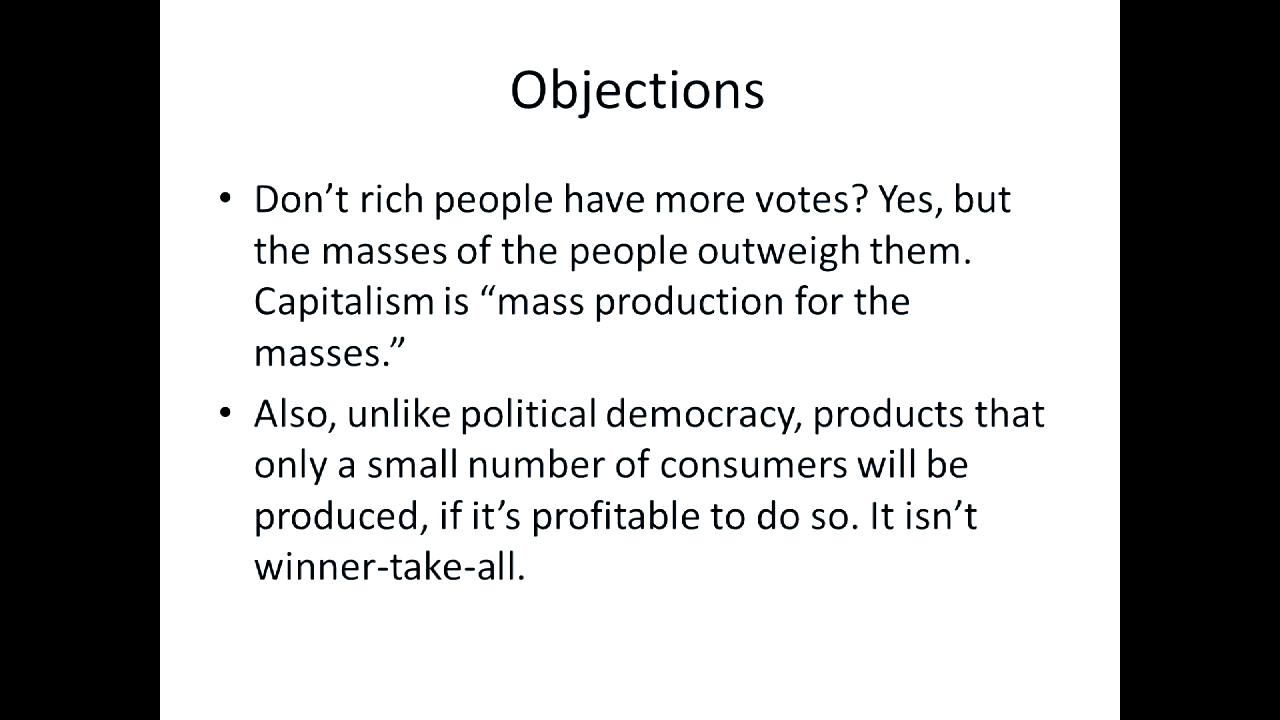 Objections
• Don’t rich people have more votes? Yes, but
the masses of the people outweigh them.
Capitalism is “mass production for the
masses.”
• Also, unlike political democracy, products that
only a small number of consumers will be
produced, if it’s profitable to do so. It isn’t
winner-take-all.